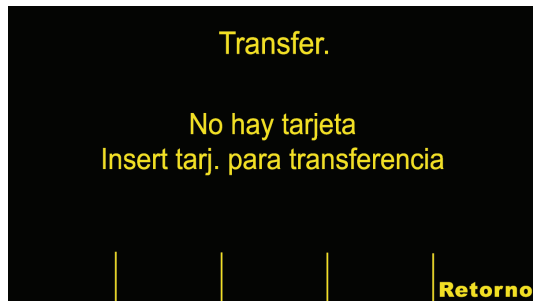 Transfer.
No hay tarjeta
Insert tarj. para transferencia
Retorno